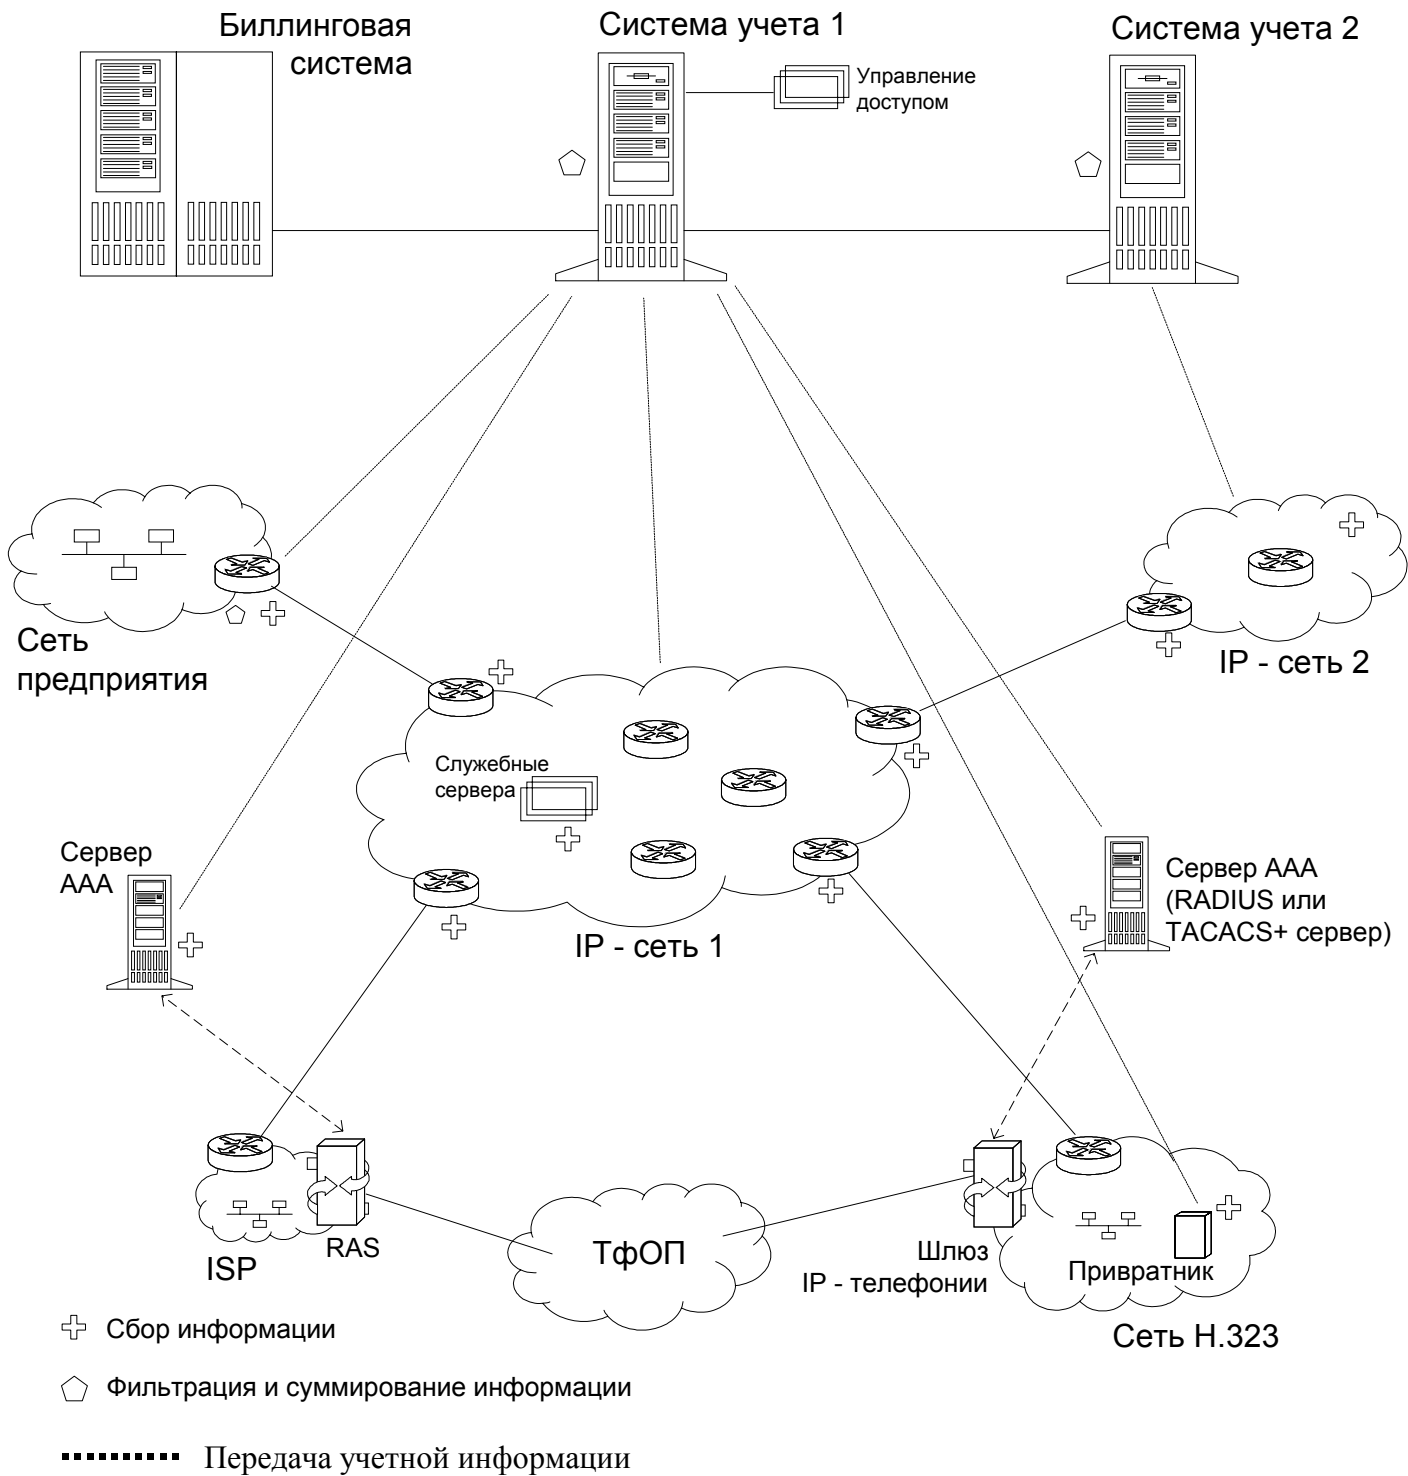 Биллинговая
система
Система учета 1
Система учета 2
Управление
доступом
Сеть
предприятия
IP - сеть 2
Служебные
сервера
IP - сеть 1
Сервер
AAA
Сервер AAA
(RADIUS или
TACACS+ сервер)
ISP
RAS
ТфОП
Шлюз
IP - телефонии
Привратник
Сеть H.323
Сбор информации
Фильтрация и суммирование информации
Передача учетной информации